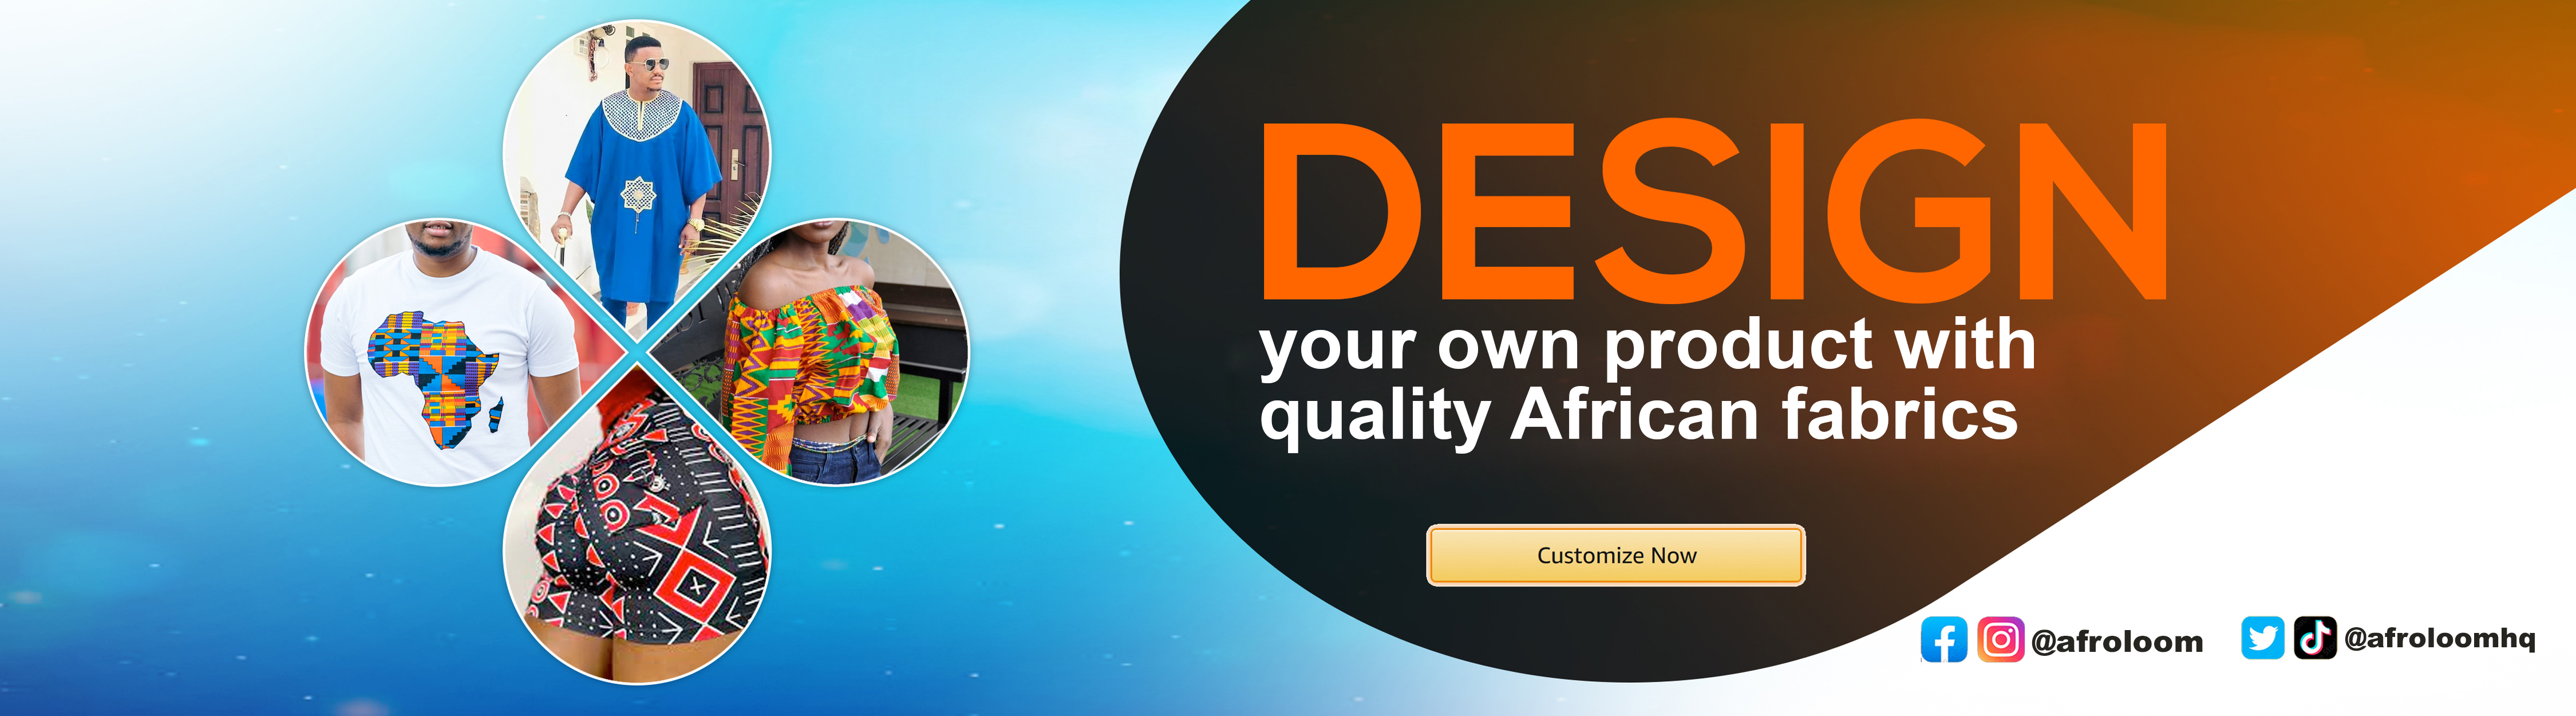 DESIGN
your own product with
quality African fabrics
Customize Now
@afroloom
@afroloomhq